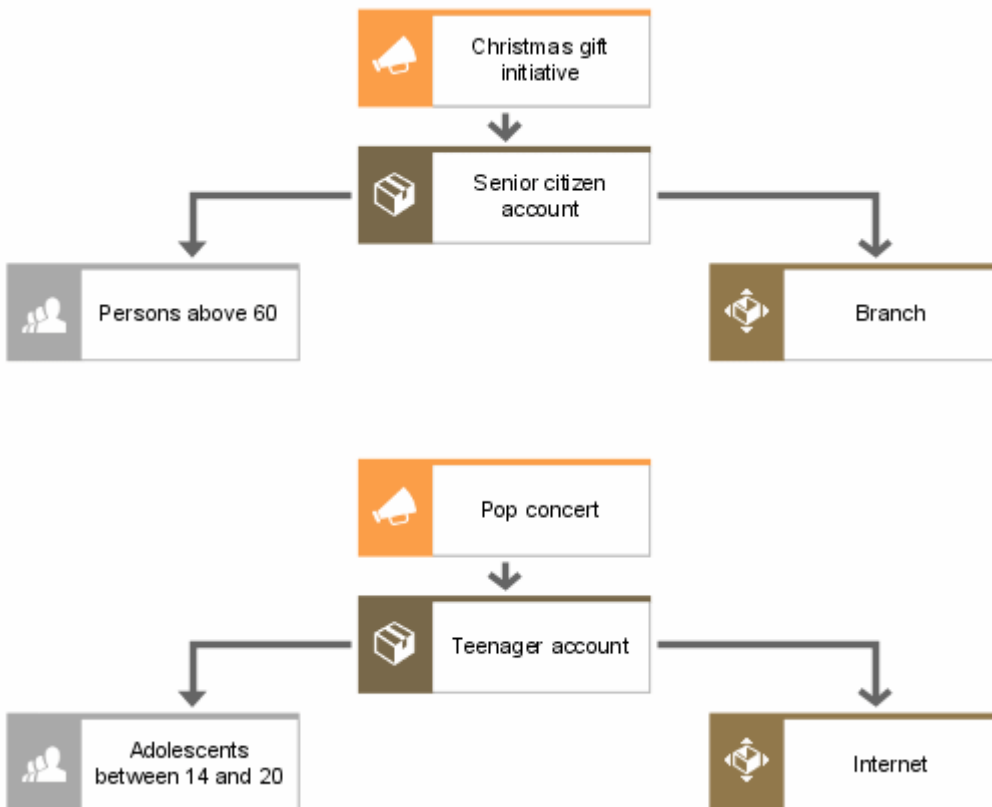 Christmas gift
initiative
Senior citizen
account
Persons above 60
Branch
Pop concert
Teenager account
Adolescents
between 14 and 20
Internet